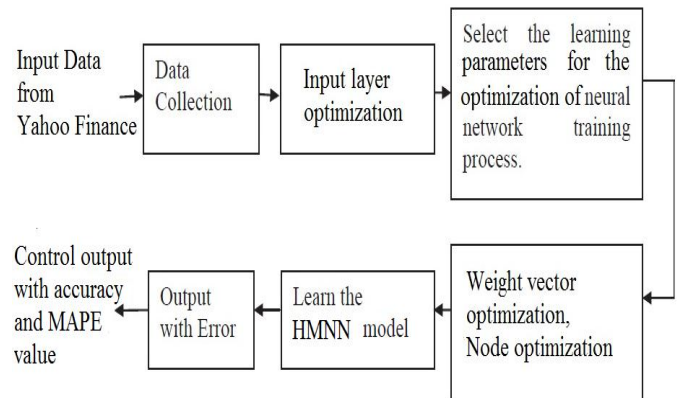 Input Data
from
Yahoo Finance
Data
Collection
Input layer
optimization
Select the learning
parameters for the
optimization of neural
network training
process.
Weight vector
optimization,
Node optimization
Learn the
HMNN model
Output
with Error
Control output
with accuracy
and MAPE
value